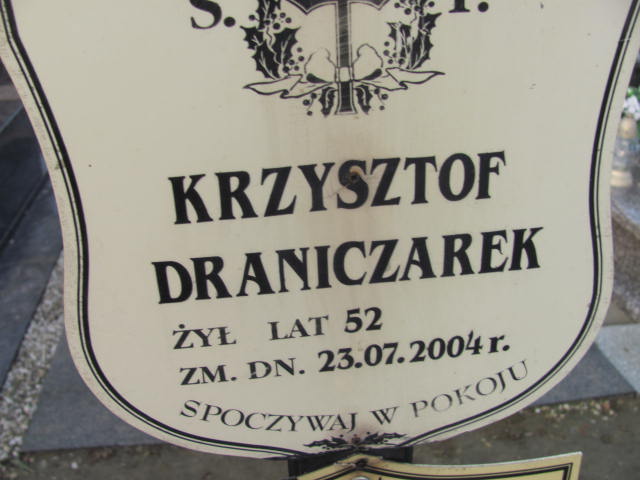 Ś. P.
KRZYSZTOF
DRANICZAREK
ŻYŁ LAT 52
ZM. DN. 23.07.2004 r.
SPOCZYWAJ W POKOJU